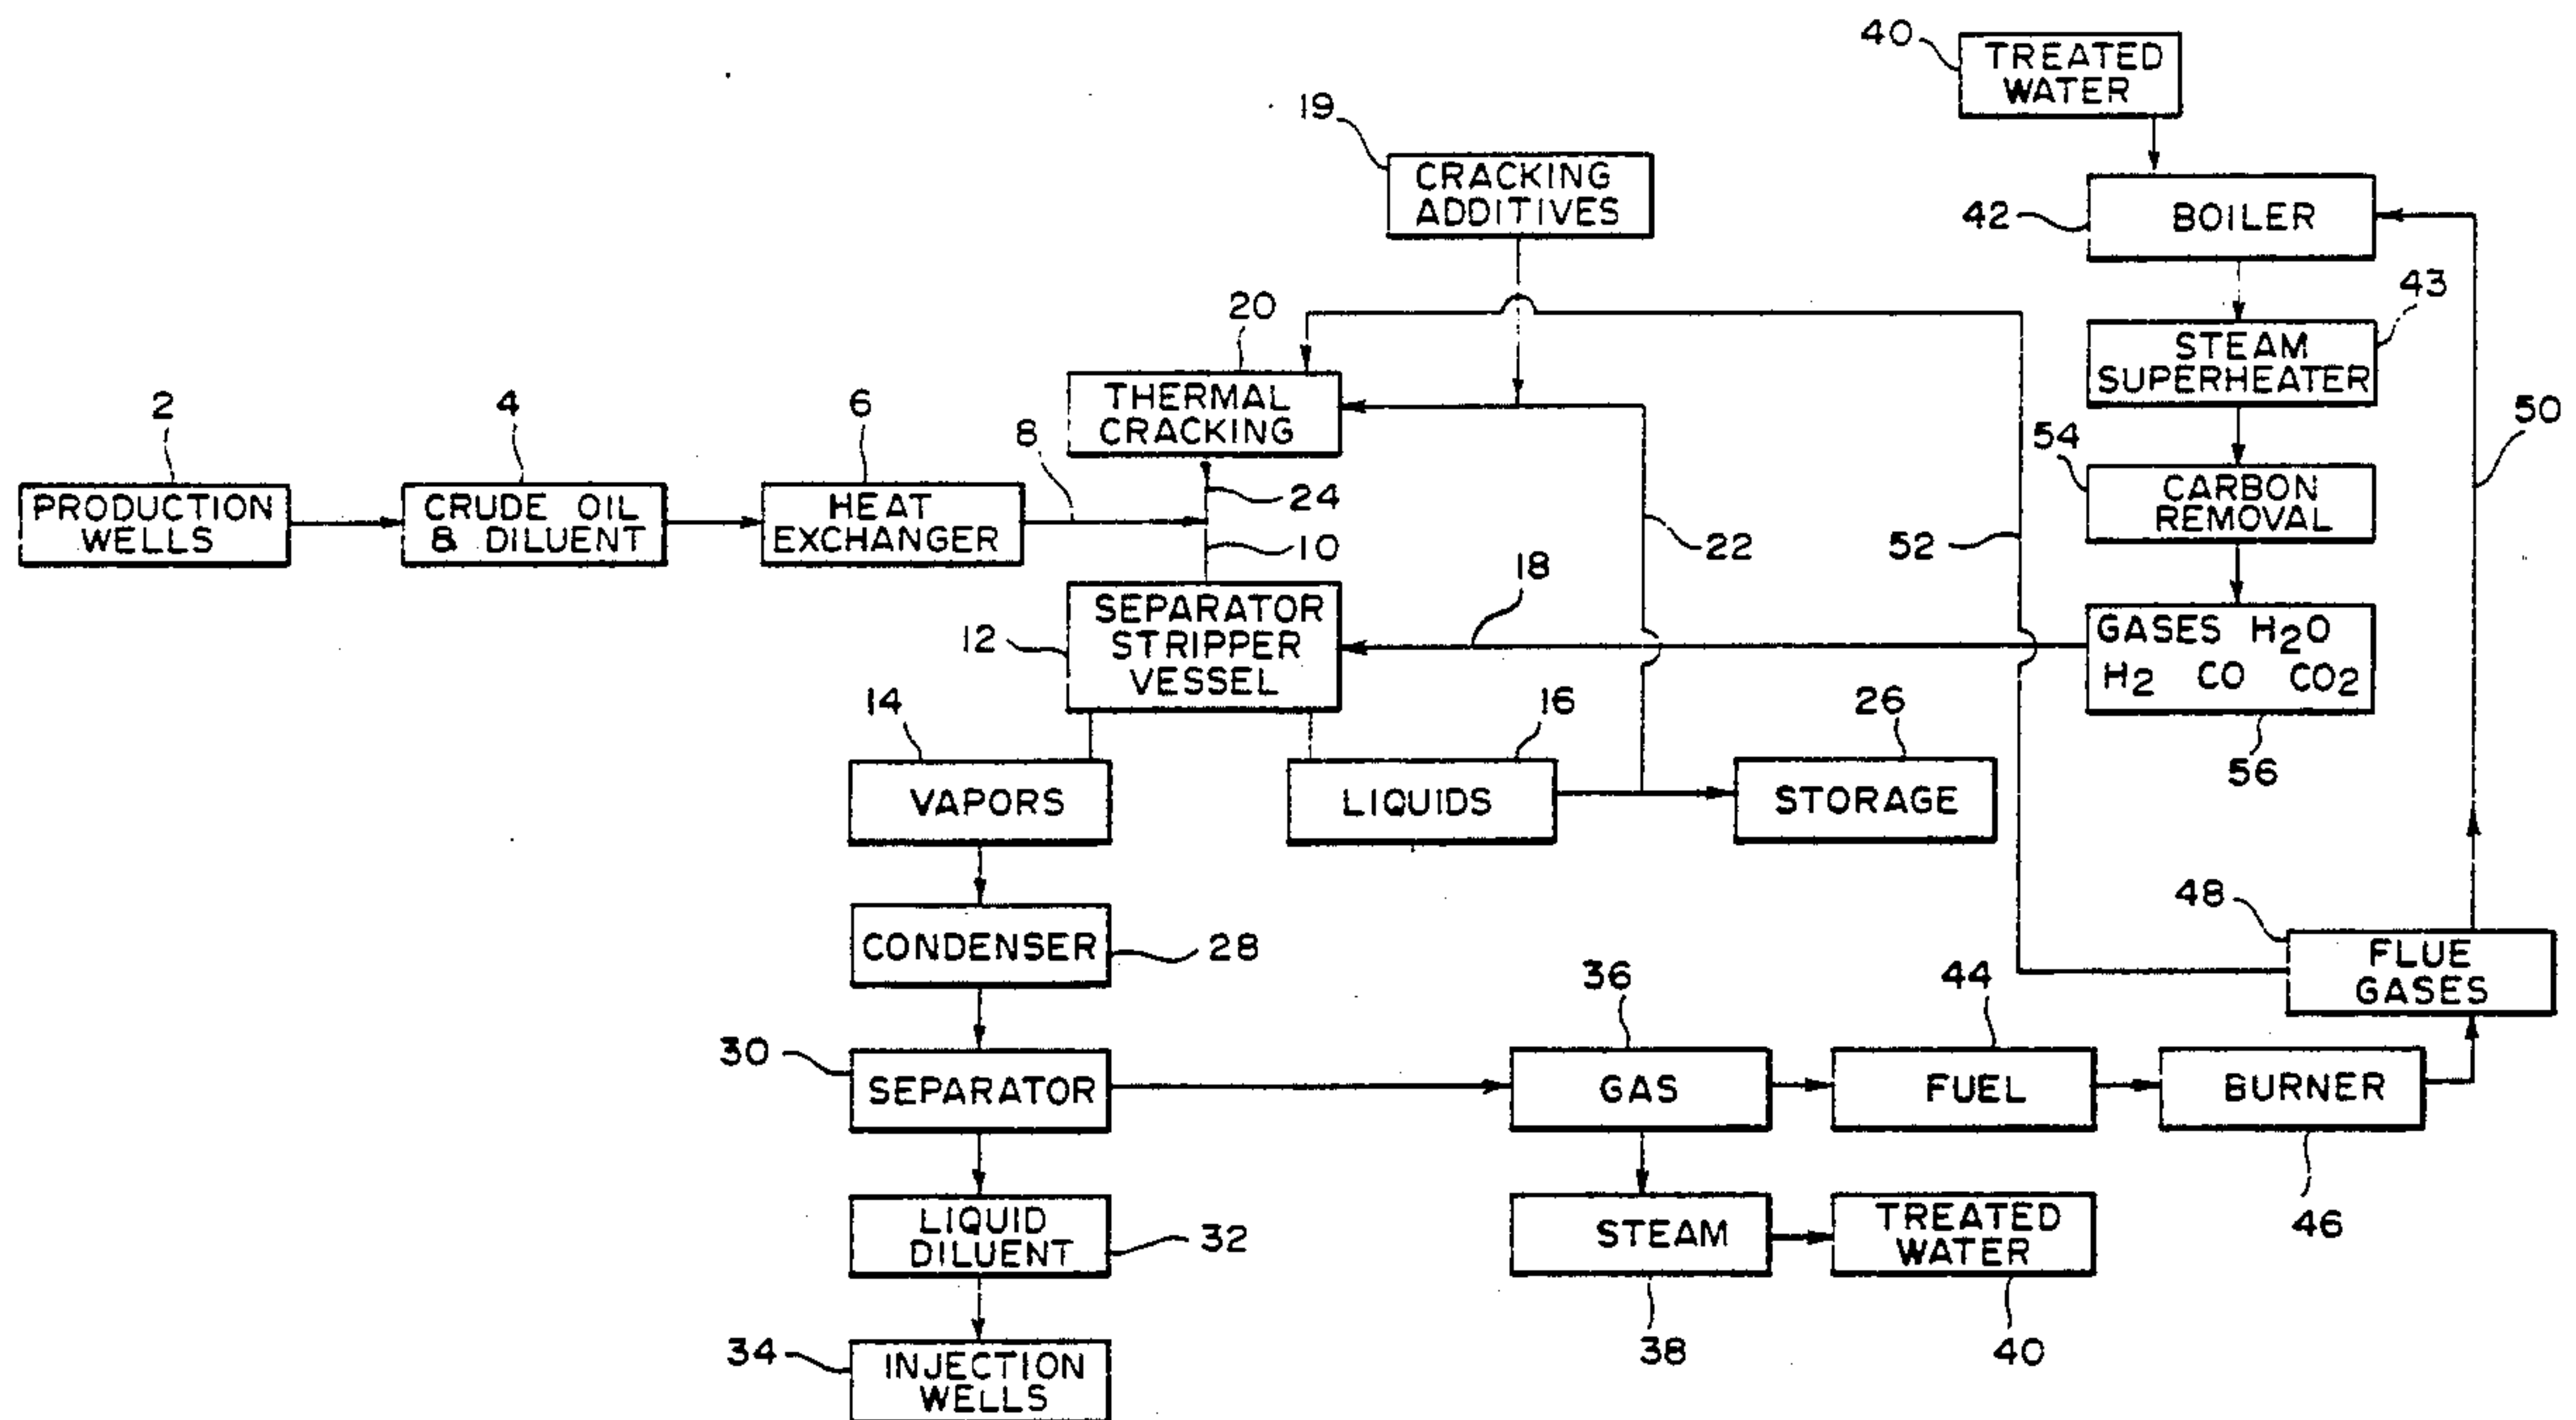 40
TREATED
WATER
19
CRACKING
ADDITIVES
42
BOILER
43
STEAM
SUPERHEATER
50
20
THERMAL
CRACKING
54
CARBON
REMOVAL
2
PRODUCTION
WELLS
4
CRUDE OIL
& DILUENT
6
HEAT
EXCHANGER
8
24
10
22
52
18
12
SEPARATOR
STRIPPER
VESSEL
GASES H2O
H2 CO CO2
56
14
VAPORS
16
LIQUIDS
26
STORAGE
CONDENSER
28
48
FLUE
GASES
30
SEPARATOR
36
GAS
44
FUEL
BURNER
46
LIQUID
DILUENT
32
STEAM
38
TREATED
WATER
40
34
INJECTION
WELLS